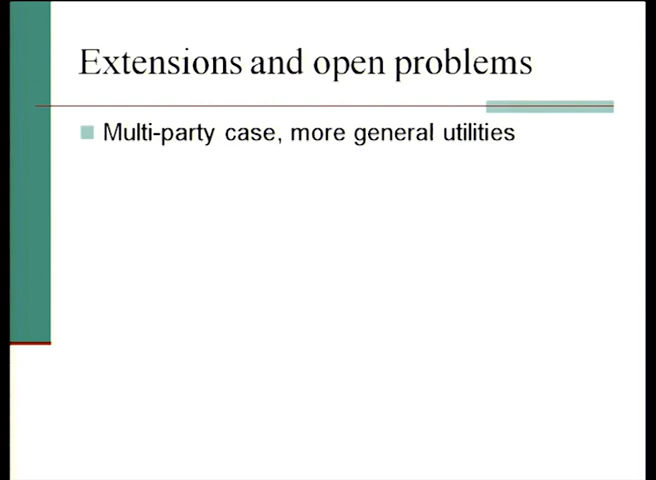 Extensions and open problems
Multi-party case, more general utilities